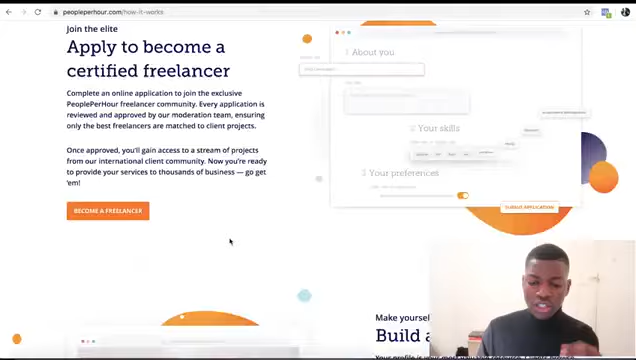 peopleperhour.com/how-it-works
Join the elite
Apply to become a
certified freelancer
Complete an online application to join the exclusive
PeoplePerHour freelancer community. Every application
is reviewed and approved by our moderation team, ensuring
only the best freelancers are matched to client projects.
Once approved, you'll gain access to a stream of projects
from our international client community. Now you're ready
to provide your services to thousands of business — go get
'em!
BECOME A FREELANCER
1 About you
2 Your skills
3 Your preferences
SUBMIT APPLICATION
Make yoursel
Build a